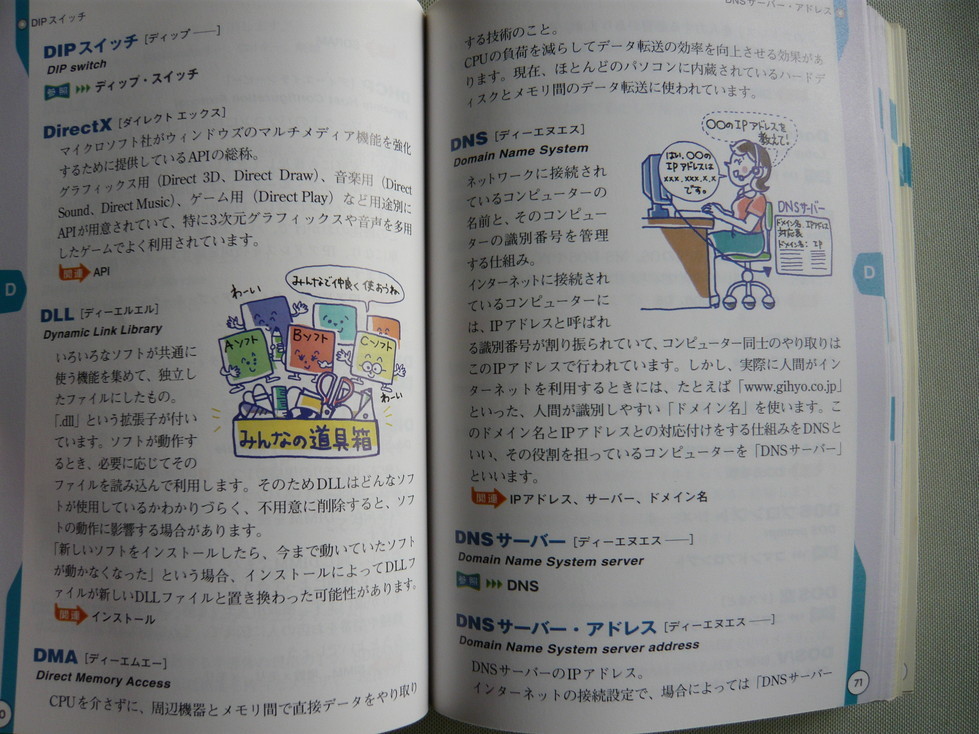 DIPスイッチ
DIPスイッチ [ディップ ――]
DIP switch
参照 ディップ・スイッチ
DirectX [ダイレクト エックス]
マイクロソフト社がウィンドウズのマルチメディア機能を強化
するために提供しているAPIの総称。
グラフィックス用（Direct 3D、Direct Draw）、音楽用（Direct
Sound、Direct Music）、ゲーム用（Direct Play）など用途別に
APIが用意されていて、特に3次元グラフィックスや音声を多用
したゲームでよく利用されています。
関連 API
D
DLL [ディーエルエル]
Dynamic Link Library
いろいろなソフトが共通に
使う機能を集めて、独立し
たファイルにしたもの。
「.dll」という拡張子が付い
ています。ソフトが動作す
るとき、必要に応じてその
ファイルを読み込んで利用します。そのためDLLはどんなソフ
トが使用しているかわかりづらく、不用意に削除すると、ソフ
トの動作に影響する場合があります。
「新しいソフトをインストールしたら、今まで動いていたソフト
が動かなくなった」という場合、インストールによってDLLフ
ァイルが新しいDLLファイルと置き換わった可能性があります。
関連 インストール
わーい
みんなで仲良く使おうね
Aソフト
Bソフト
Cソフト
わーい
みんなの道具箱
DMA [ディーエムエー]
Direct Memory Access
CPUを介さずに、周辺機器とメモリ間で直接データをやり取り
0
DNSサーバー・アドレス
する技術のこと。
CPUの負荷を減らしてデータ転送の効率を向上させる効果があ
ります。現在、ほとんどのパソコンに内蔵されているハードデ
ィスクとメモリ間のデータ転送に使われています。
DNS [ディーエヌエス]
Domain Name System
ネットワークに接続され
ているコンピューターの
名前と、そのコンピュー
ターの識別番号を管理
する仕組み。
インターネットに接続され
ているコンピューターに
は、IPアドレスと呼ばれ
る識別番号が割り振られていて、コンピューター同士のやり取りは
このIPアドレスで行われています。しかし、実際に人間がイン
ターネットを利用するときには、たとえば「www.gihyo.co.jp」
といった、人間が識別しやすい「ドメイン名」を使います。こ
のドメイン名とIPアドレスとの対応付けをする仕組みをDNSと
いい、その役割を担っているコンピューターを「DNSサーバー」
といいます。
関連 IPアドレス、サーバー、ドメイン名
○○のIPアドレスを
教えて!
はい、○○の
IPアドレスは
xxx.xxx.x.x
です。
DNSサーバー
対応表
ドメイン名: IP
D
DNSサーバー [ディーエヌエス ――]
Domain Name System server
参照 DNS
DNSサーバー・アドレス [ディーエヌエス ――]
Domain Name System server address
DNSサーバーのIPアドレス。
インターネットの接続設定で、場合によっては「DNSサーバー
71